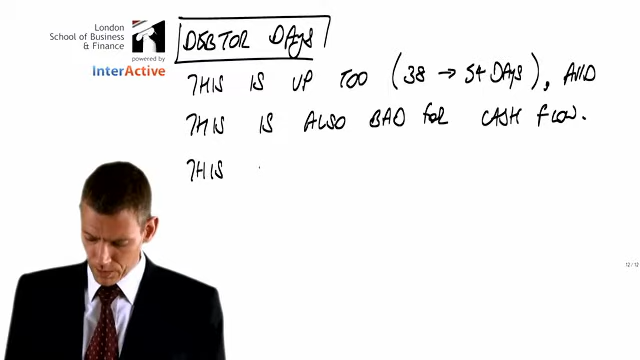 London
School of Business
& Finance
powered by
InterActive
DEBTOR DAYS
THIS IS UP TOO (38 → 54 DAYS), AND
THIS IS ALSO BAD FOR CASH FLOW.
THIS
12 / 12